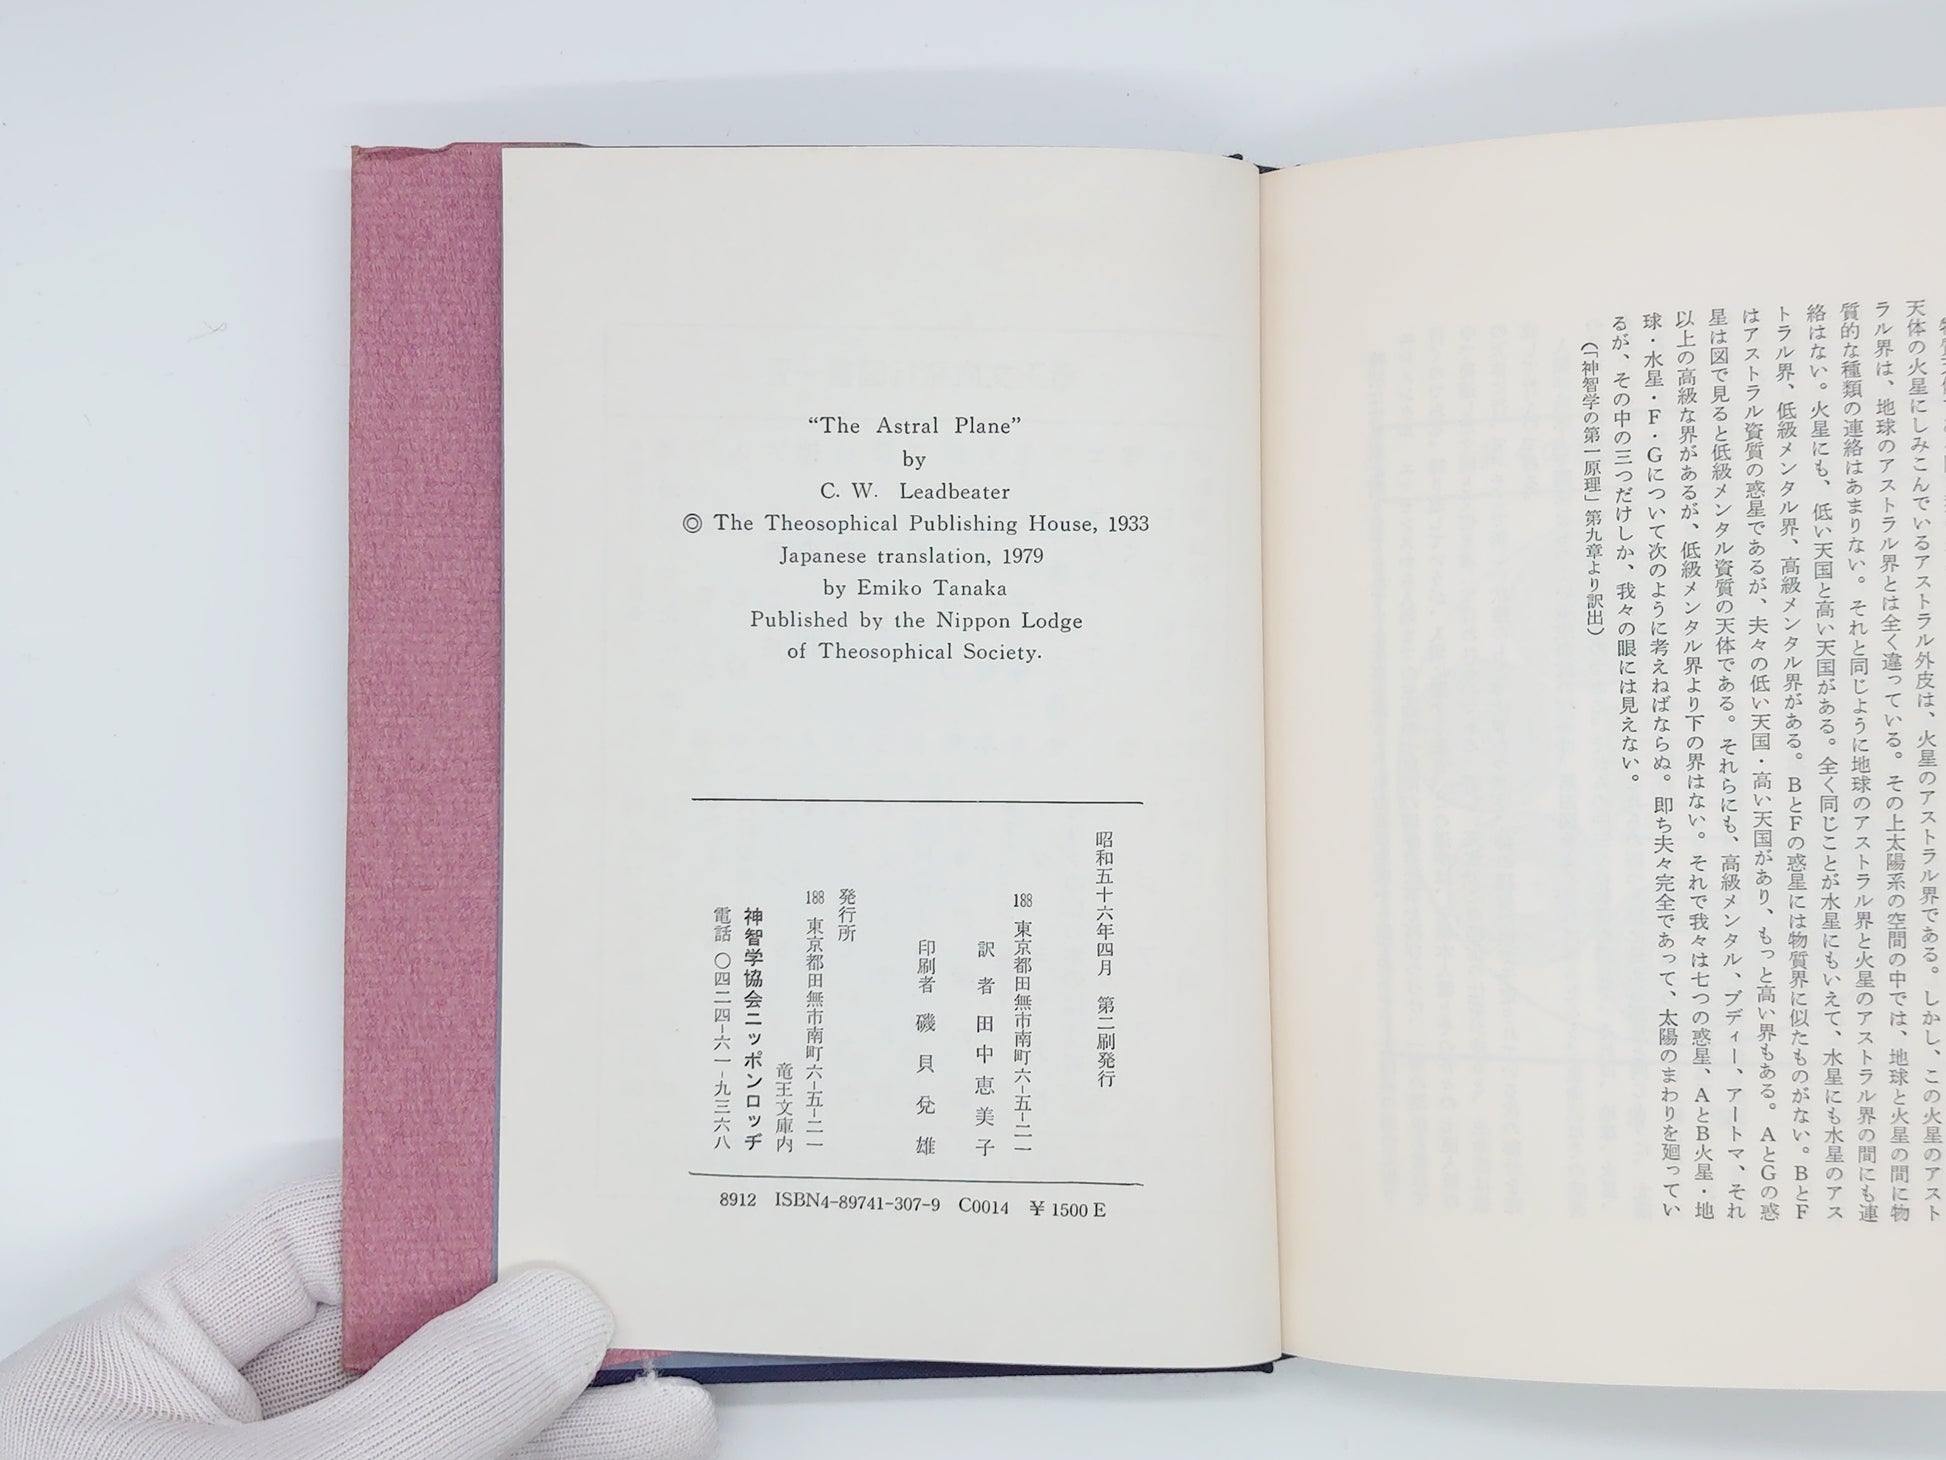 “The Astral Plane”
by
C. W. Leadbeater
◎ The Theosophical Publishing House, 1933
Japanese translation, 1979
by Emiko Tanaka
Published by the Nippon Lodge
of Theosophical Society.
昭和五十六年四月 第二刷発行
188 東京都田無市南町六-五-二一
訳者 田中恵美子
印刷者 磯貝兌雄
発行所
188 東京都田無市南町六-五-二一
竜王文庫内
神智学協会ニッポンロッヂ
電話 〇四二四-六一-九三六八
8912 ISBN4-89741-307-9 C0014 ¥1500E
天体の火星にしみこんでいるアストラル外皮は、火星のアストラル界である。しかし、この火星のアスト
ラル界は、地球のアストラル界とは全く違っている。その上太陽系の空間の中では、地球と火星の間に物
質的な種類の連絡はあまりない。それと同じように地球のアストラル界と火星のアストラル界の間にも連
絡はない。火星にも、低い天国と高い天国がある。全く同じことが水星にもいえて、水星にも水星のアス
トラル界、低級メンタル界、高級メンタル界がある。BとFの惑星には物質界に似たものがない。BとF
はアストラル資質の惑星であるが、夫々の低い天国・高い天国があり、もっと高い界もある。AとGの惑
星は図で見ると低級メンタル資質の天体である。それらにも、高級メンタル、ブディー、アートマ、それ
以上の高級な界があるが、低級メンタル界より下の界はない。それで我々は七つの惑星、AとB火星・地
球・水星・F・Gについて次のように考えねばならぬ。即ち夫々完全であって、太陽のまわりを廻ってい
るが、その中の三つだけしか、我々の眼には見えない。
(「神智学の第一原理」第九章より訳出)